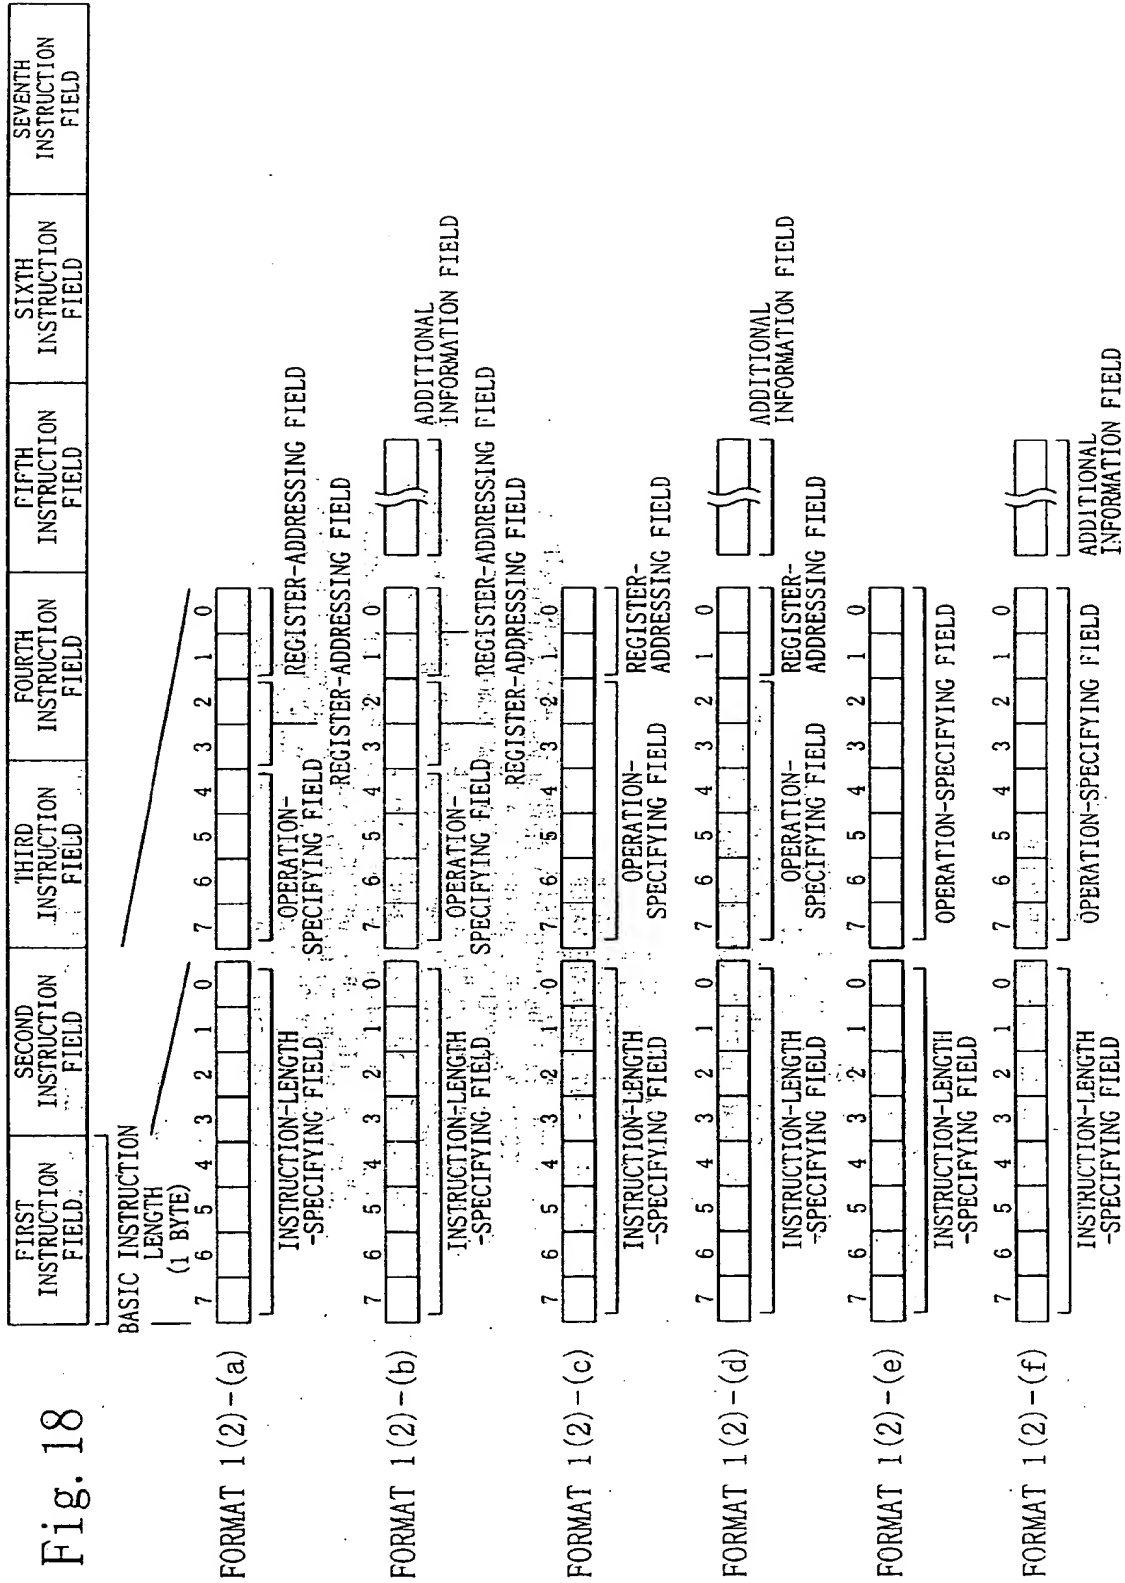 Fig. 18
FIRST
INSTRUCTION
FIELD
SECOND
INSTRUCTION
FIELD
THIRD
INSTRUCTION
FIELD
FOURTH
INSTRUCTION
FIELD
FIFTH
INSTRUCTION
FIELD
SIXTH
INSTRUCTION
FIELD
SEVENTH
INSTRUCTION
FIELD
BASIC INSTRUCTION
LENGTH
(1 BYTE)
FORMAT 1(2)-(a)
7 6 5 4 3 2 1 0 7 6 5 4 3 2 1 0
INSTRUCTION-LENGTH
-SPECIFYING FIELD
OPERATION-
SPECIFYING FIELD
REGISTER-ADDRESSING FIELD
REGISTER-ADDRESSING FIELD
FORMAT 1(2)-(b)
7 6 5 4 3 2 1 0 7 6 5 4 3 2 1 0
INSTRUCTION-LENGTH
-SPECIFYING FIELD
OPERATION-
SPECIFYING FIELD
REGISTER-ADDRESSING FIELD
REGISTER-ADDRESSING FIELD
ADDITIONAL
INFORMATION FIELD
FORMAT 1(2)-(c)
7 6 5 4 3 2 1 0 7 6 5 4 3 2 1 0
INSTRUCTION-LENGTH
-SPECIFYING FIELD
OPERATION-
SPECIFYING FIELD
REGISTER-
ADDRESSING FIELD
FORMAT 1(2)-(d)
7 6 5 4 3 2 1 0 7 6 5 4 3 2 1 0
INSTRUCTION-LENGTH
-SPECIFYING FIELD
OPERATION-
SPECIFYING FIELD
REGISTER-
ADDRESSING FIELD
ADDITIONAL
INFORMATION FIELD
FORMAT 1(2)-(e)
7 6 5 4 3 2 1 0 7 6 5 4 3 2 1 0
INSTRUCTION-LENGTH
-SPECIFYING FIELD
OPERATION-SPECIFYING FIELD
FORMAT 1(2)-(f)
7 6 5 4 3 2 1 0 7 6 5 4 3 2 1 0
INSTRUCTION-LENGTH
-SPECIFYING FIELD
OPERATION-SPECIFYING FIELD
ADDITIONAL
INFORMATION FIELD